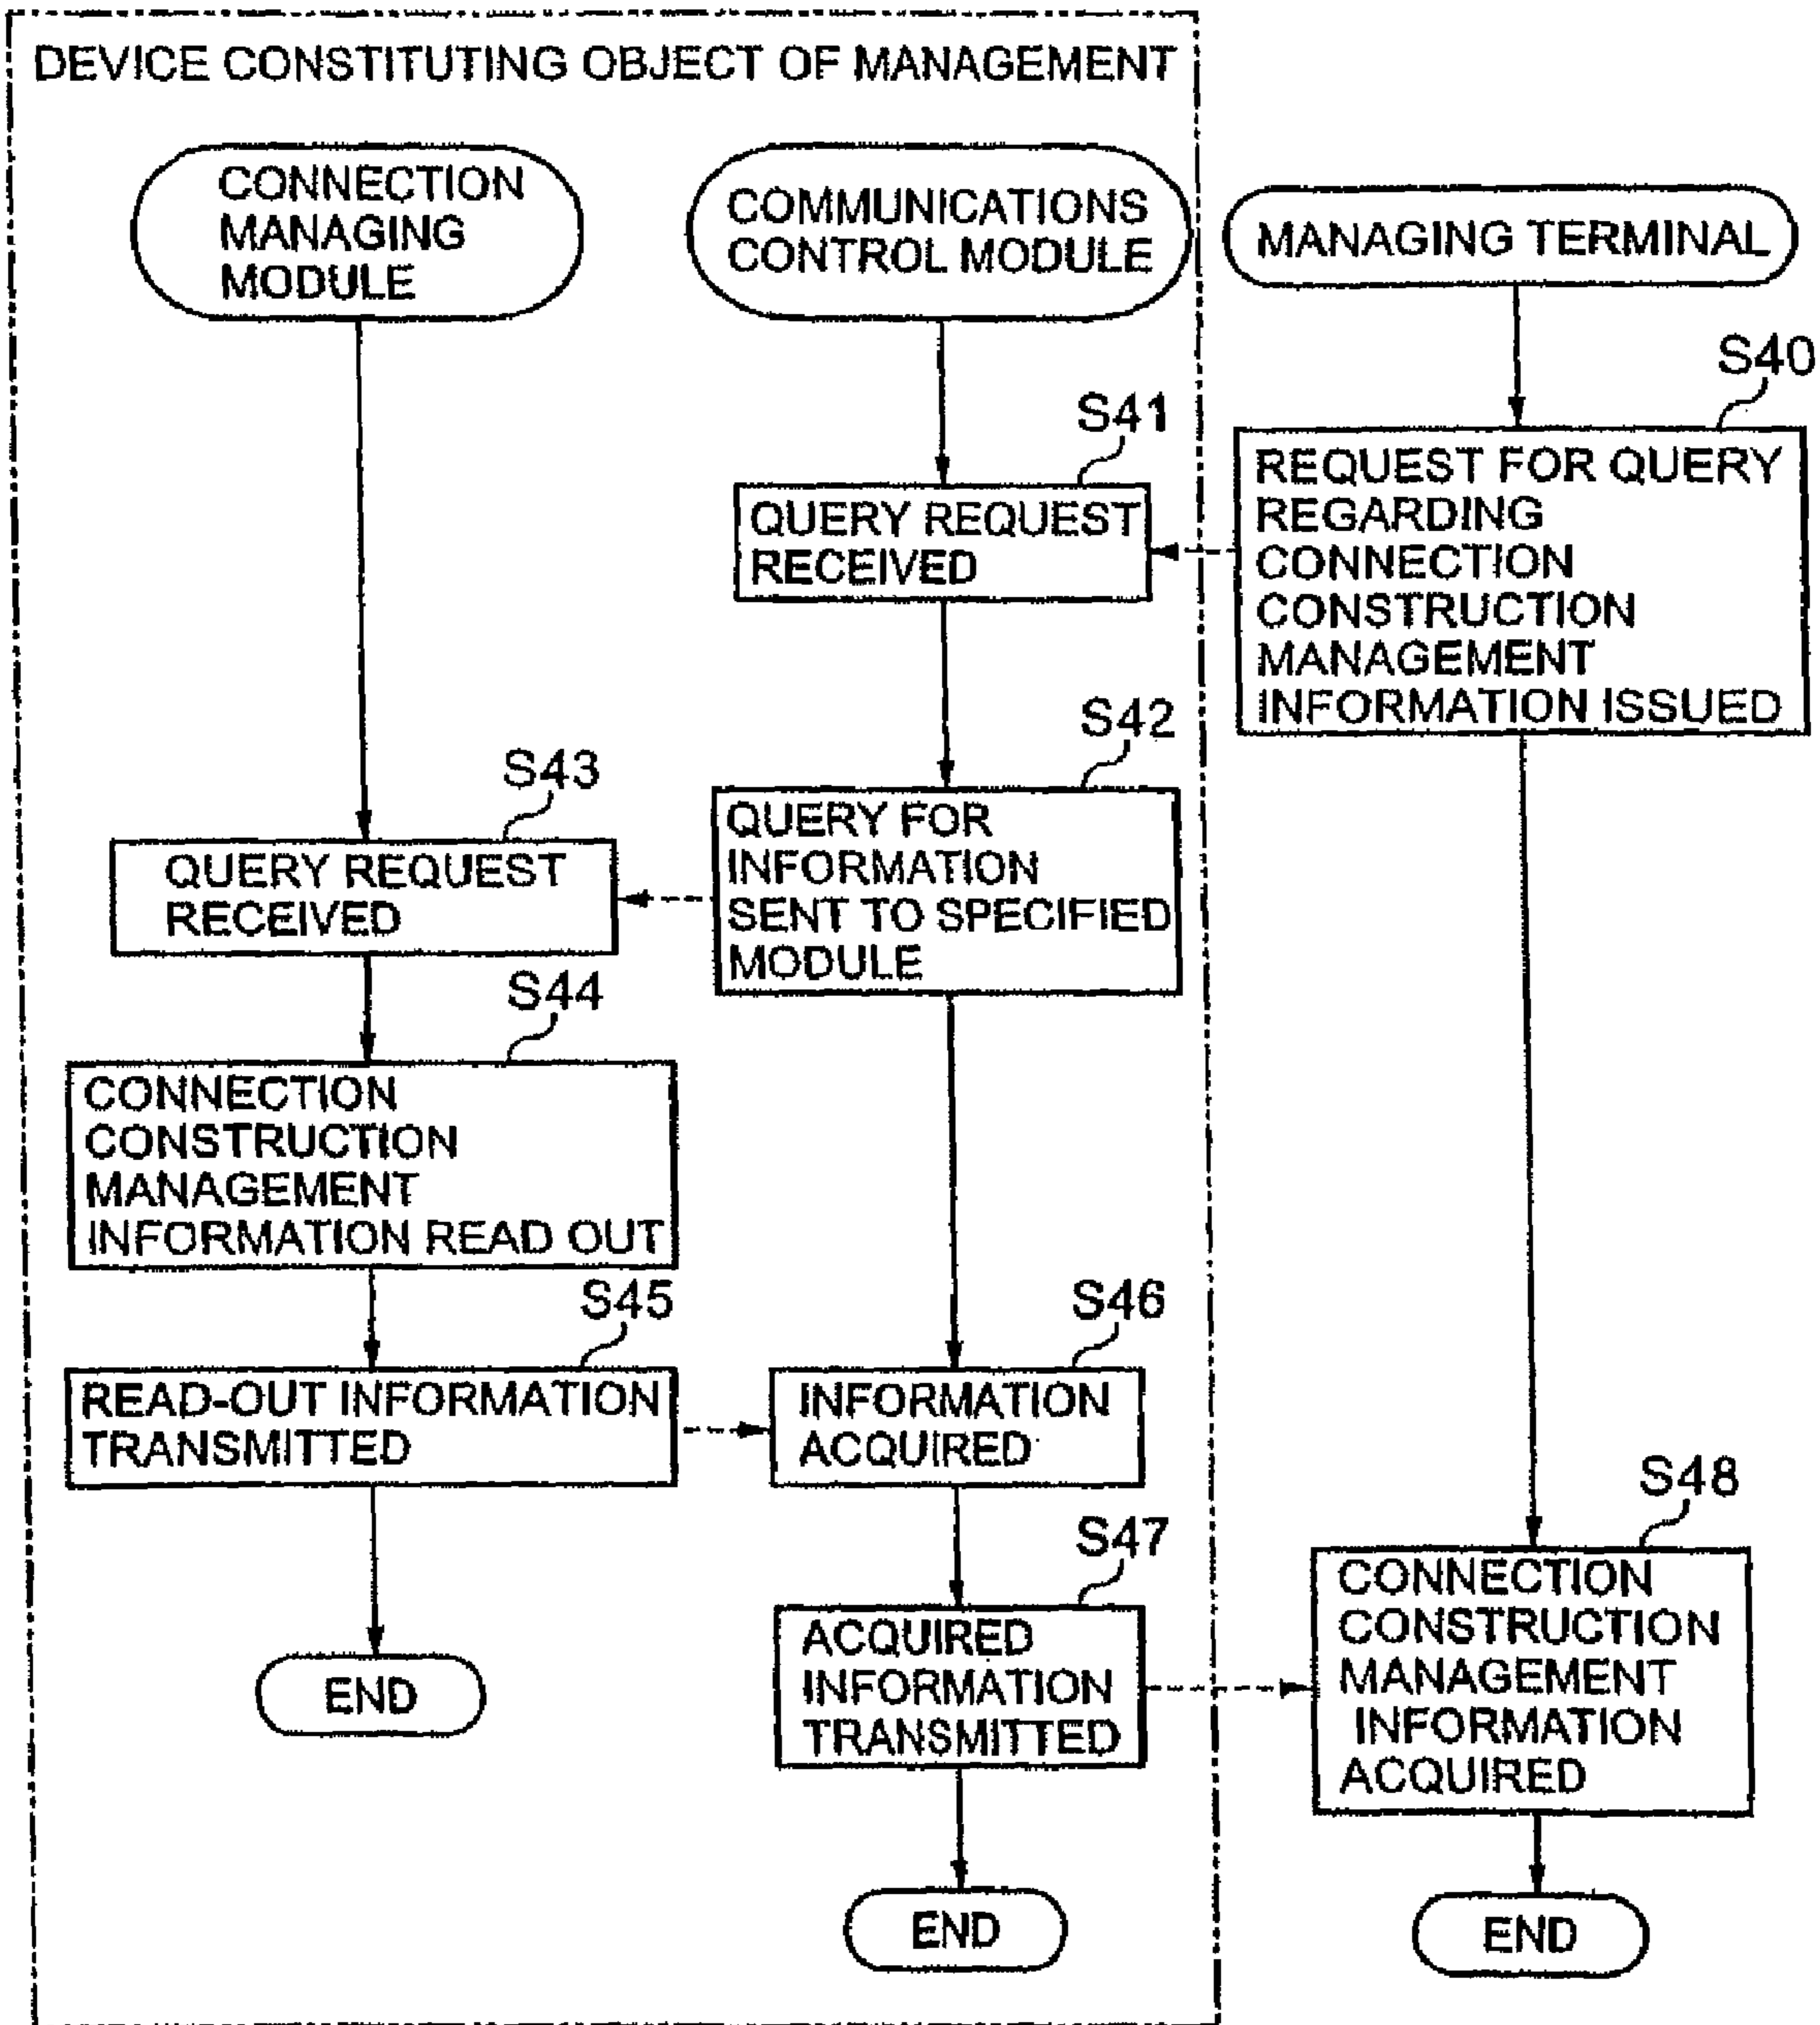 DEVICE CONSTITUTING OBJECT OF MANAGEMENT
CONNECTION
MANAGING
MODULE
COMMUNICATIONS
CONTROL MODULE
MANAGING TERMINAL
S40
REQUEST FOR QUERY
REGARDING
CONNECTION
CONSTRUCTION
MANAGEMENT
INFORMATION ISSUED
S41
QUERY REQUEST
RECEIVED
S42
QUERY FOR
INFORMATION
SENT TO SPECIFIED
MODULE
S43
QUERY REQUEST
RECEIVED
S44
CONNECTION
CONSTRUCTION
MANAGEMENT
INFORMATION READ OUT
S45
READ-OUT INFORMATION
TRANSMITTED
S46
INFORMATION
ACQUIRED
S47
ACQUIRED
INFORMATION
TRANSMITTED
S48
CONNECTION
CONSTRUCTION
MANAGEMENT
INFORMATION
ACQUIRED
END
END
END